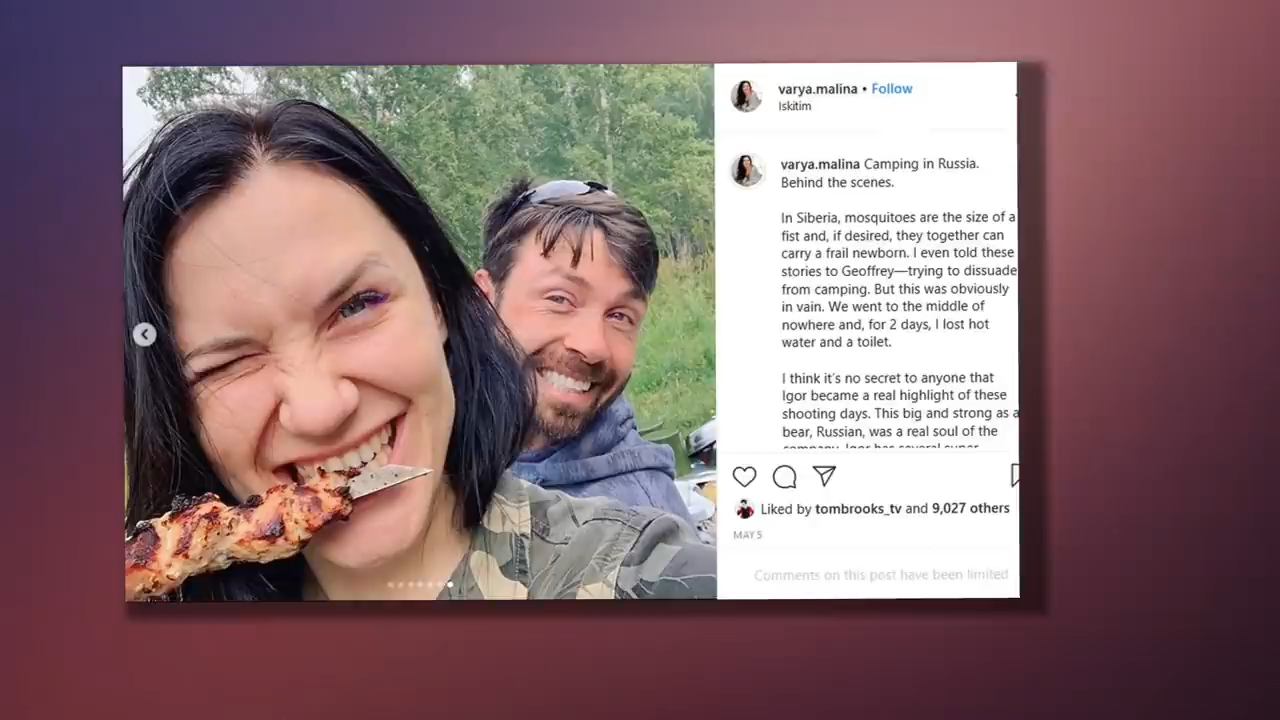 varya.malina • Follow
Iskitim
varya.malina Camping in Russia.
Behind the scenes.
In Siberia, mosquitoes are the size of a
fist and, if desired, they together can
carry a frail newborn. I even told these
stories to Geoffrey—trying to dissuade
from camping. But this was obviously
in vain. We went to the middle of
nowhere and, for 2 days, I lost hot
water and a toilet.
I think it's no secret to anyone that
Igor became a real highlight of these
shooting days. This big and strong as a
bear, Russian, was a real soul of the
company. Igor has several super
Liked by tombrooks_tv and 9,027 others
MAY 5
Comments on this post have been limited